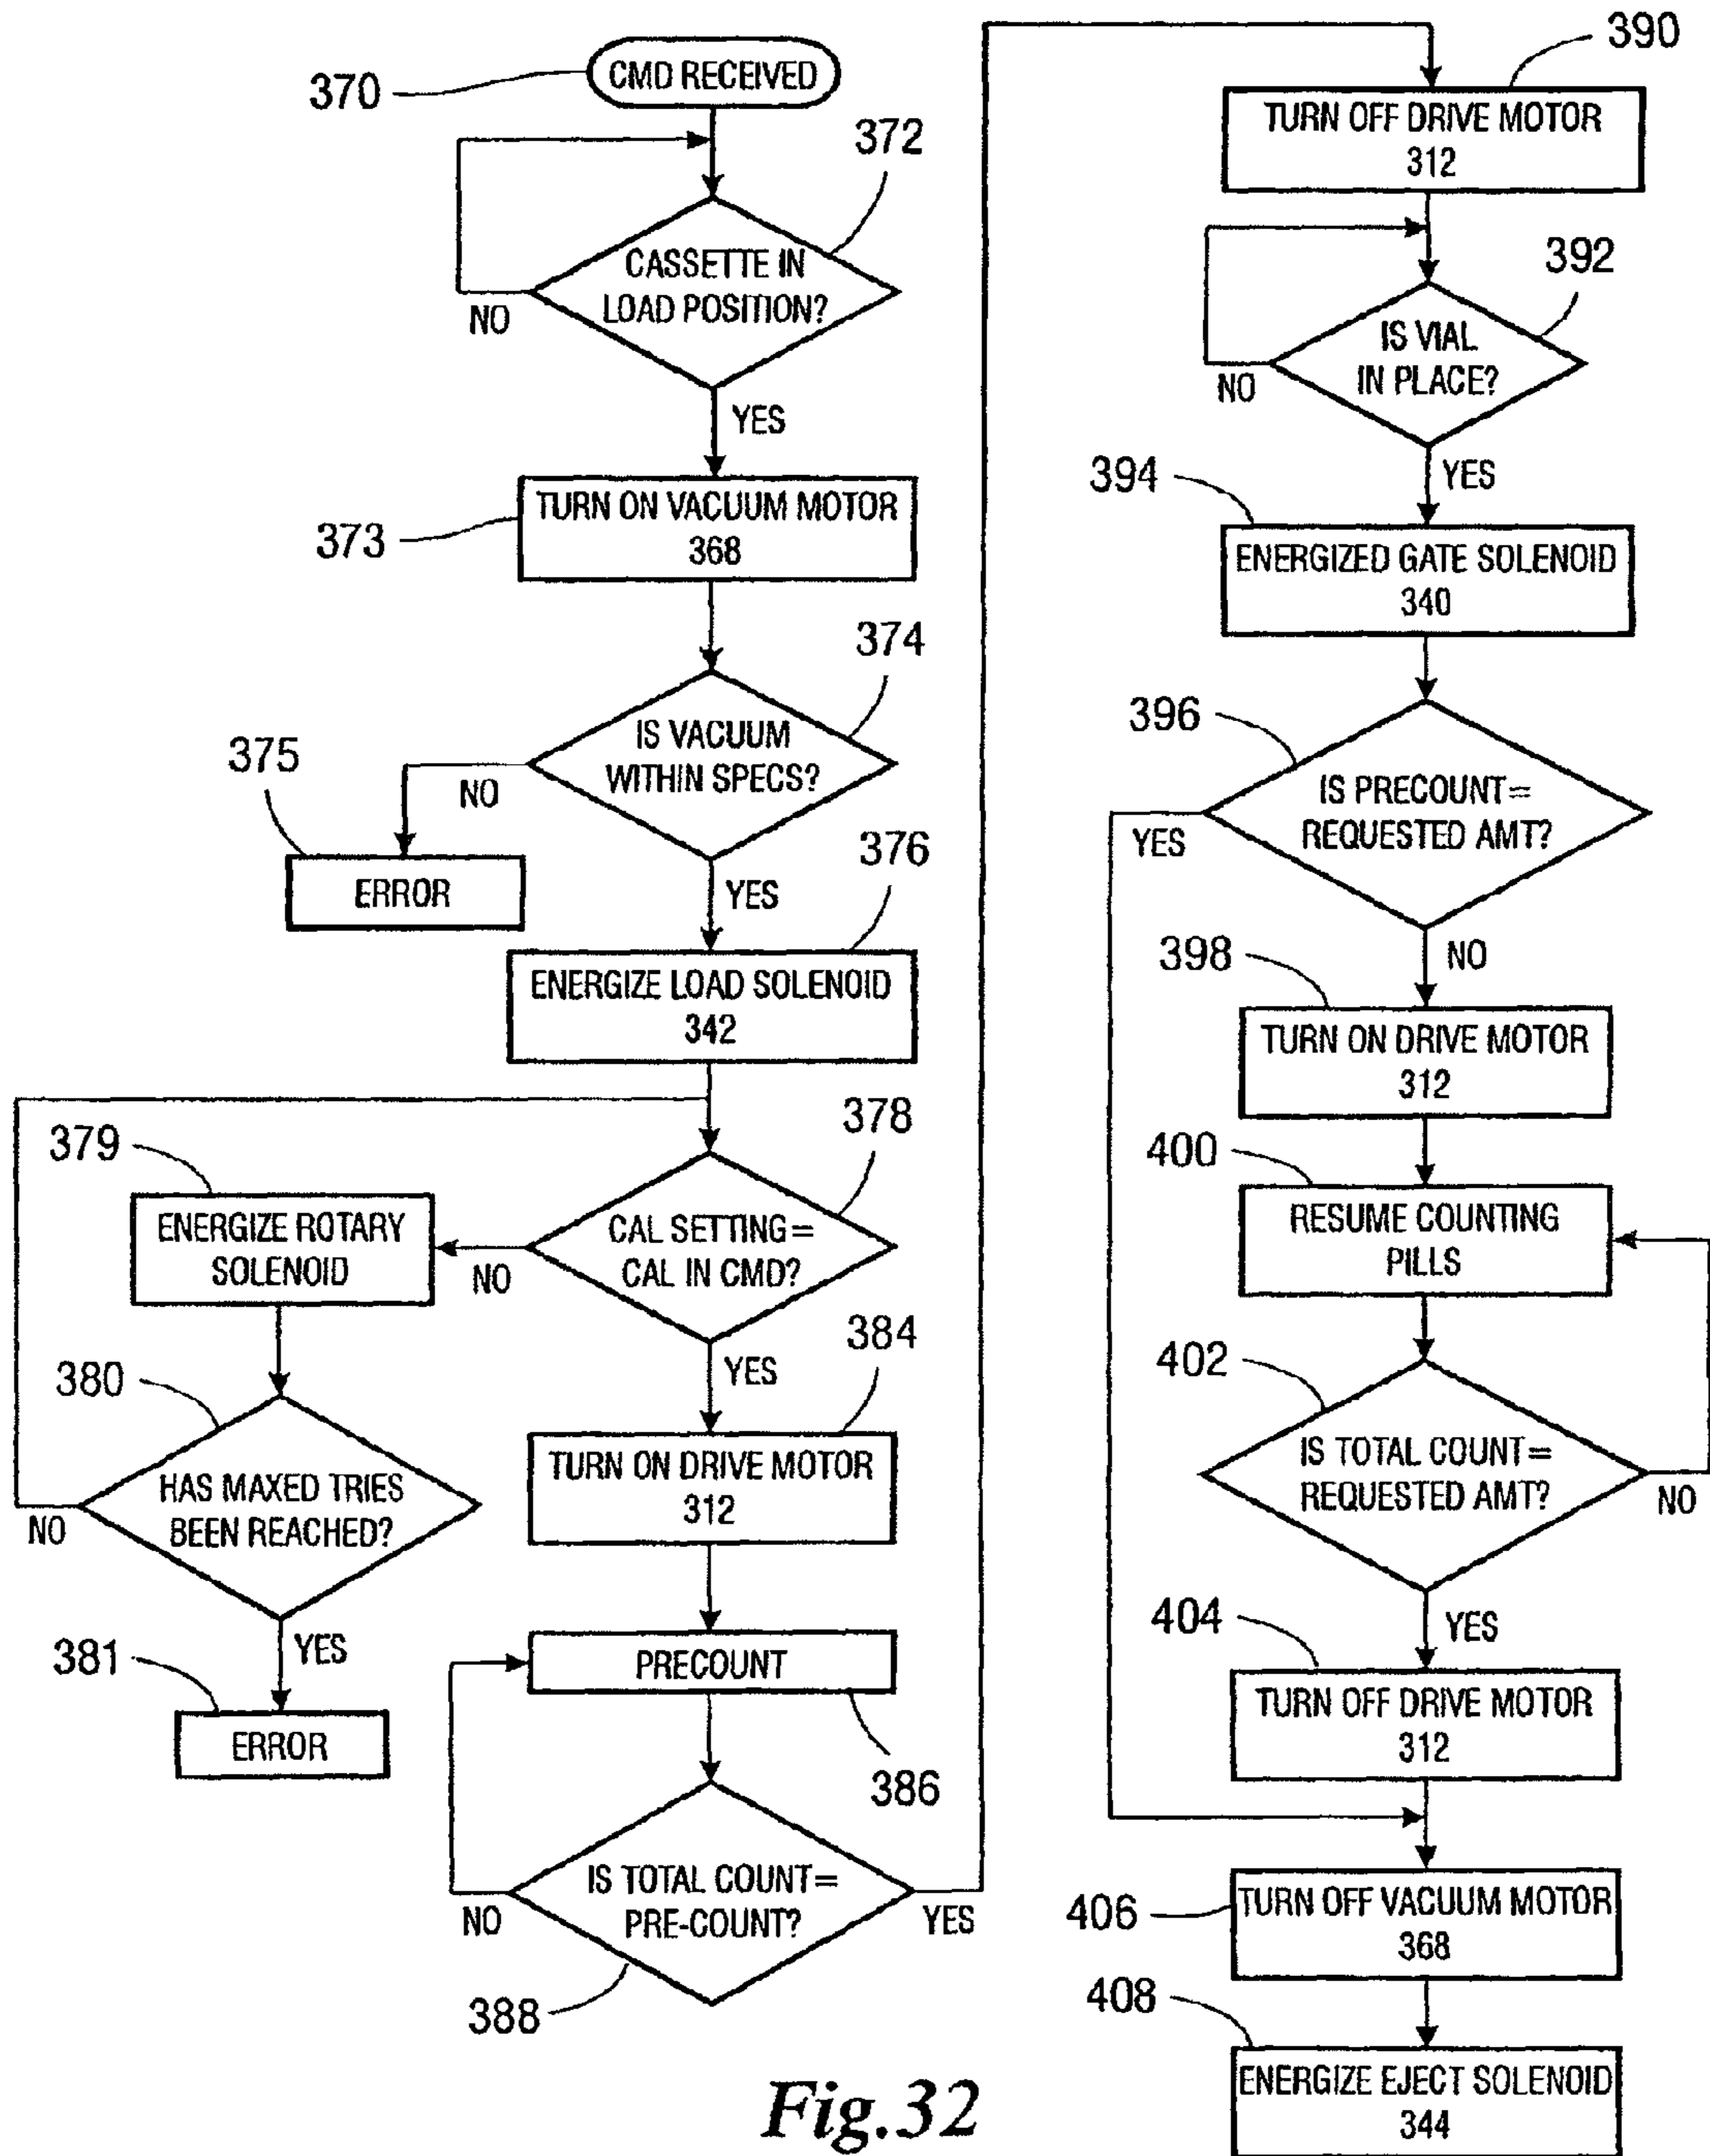 370
CMD RECEIVED
372
CASSETTE IN
LOAD POSITION?
NO
YES
373
TURN ON VACUUM MOTOR
368
374
IS VACUUM
WITHIN SPECS?
NO
375
ERROR
YES
376
ENERGIZE LOAD SOLENOID
342
378
CAL SETTING=
CAL IN CMD?
NO
379
ENERGIZE ROTARY
SOLENOID
380
HAS MAXED TRIES
BEEN REACHED?
NO
YES
381
ERROR
YES
384
TURN ON DRIVE MOTOR
312
PRECOUNT
386
IS TOTAL COUNT=
PRE-COUNT?
NO
YES
388
390
TURN OFF DRIVE MOTOR
312
392
IS VIAL
IN PLACE?
NO
YES
394
ENERGIZED GATE SOLENOID
340
396
IS PRECOUNT=
REQUESTED AMT?
YES
NO
398
TURN ON DRIVE MOTOR
312
400
RESUME COUNTING
PILLS
402
IS TOTAL COUNT=
REQUESTED AMT?
NO
YES
404
TURN OFF DRIVE MOTOR
312
406
TURN OFF VACUUM MOTOR
368
408
ENERGIZE EJECT SOLENOID
344
Fig.32